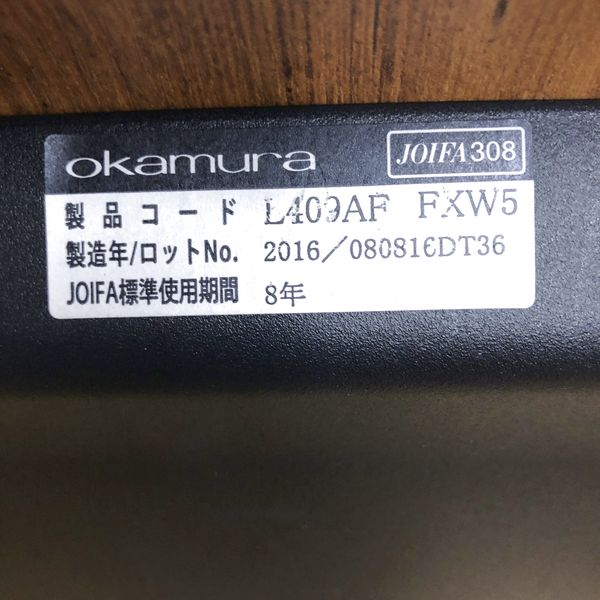 okamura JOIFA308
製品コード L409AF FXW5
製造年/ロットNo. 2016/080816DT36
JOIFA標準使用期間 8年